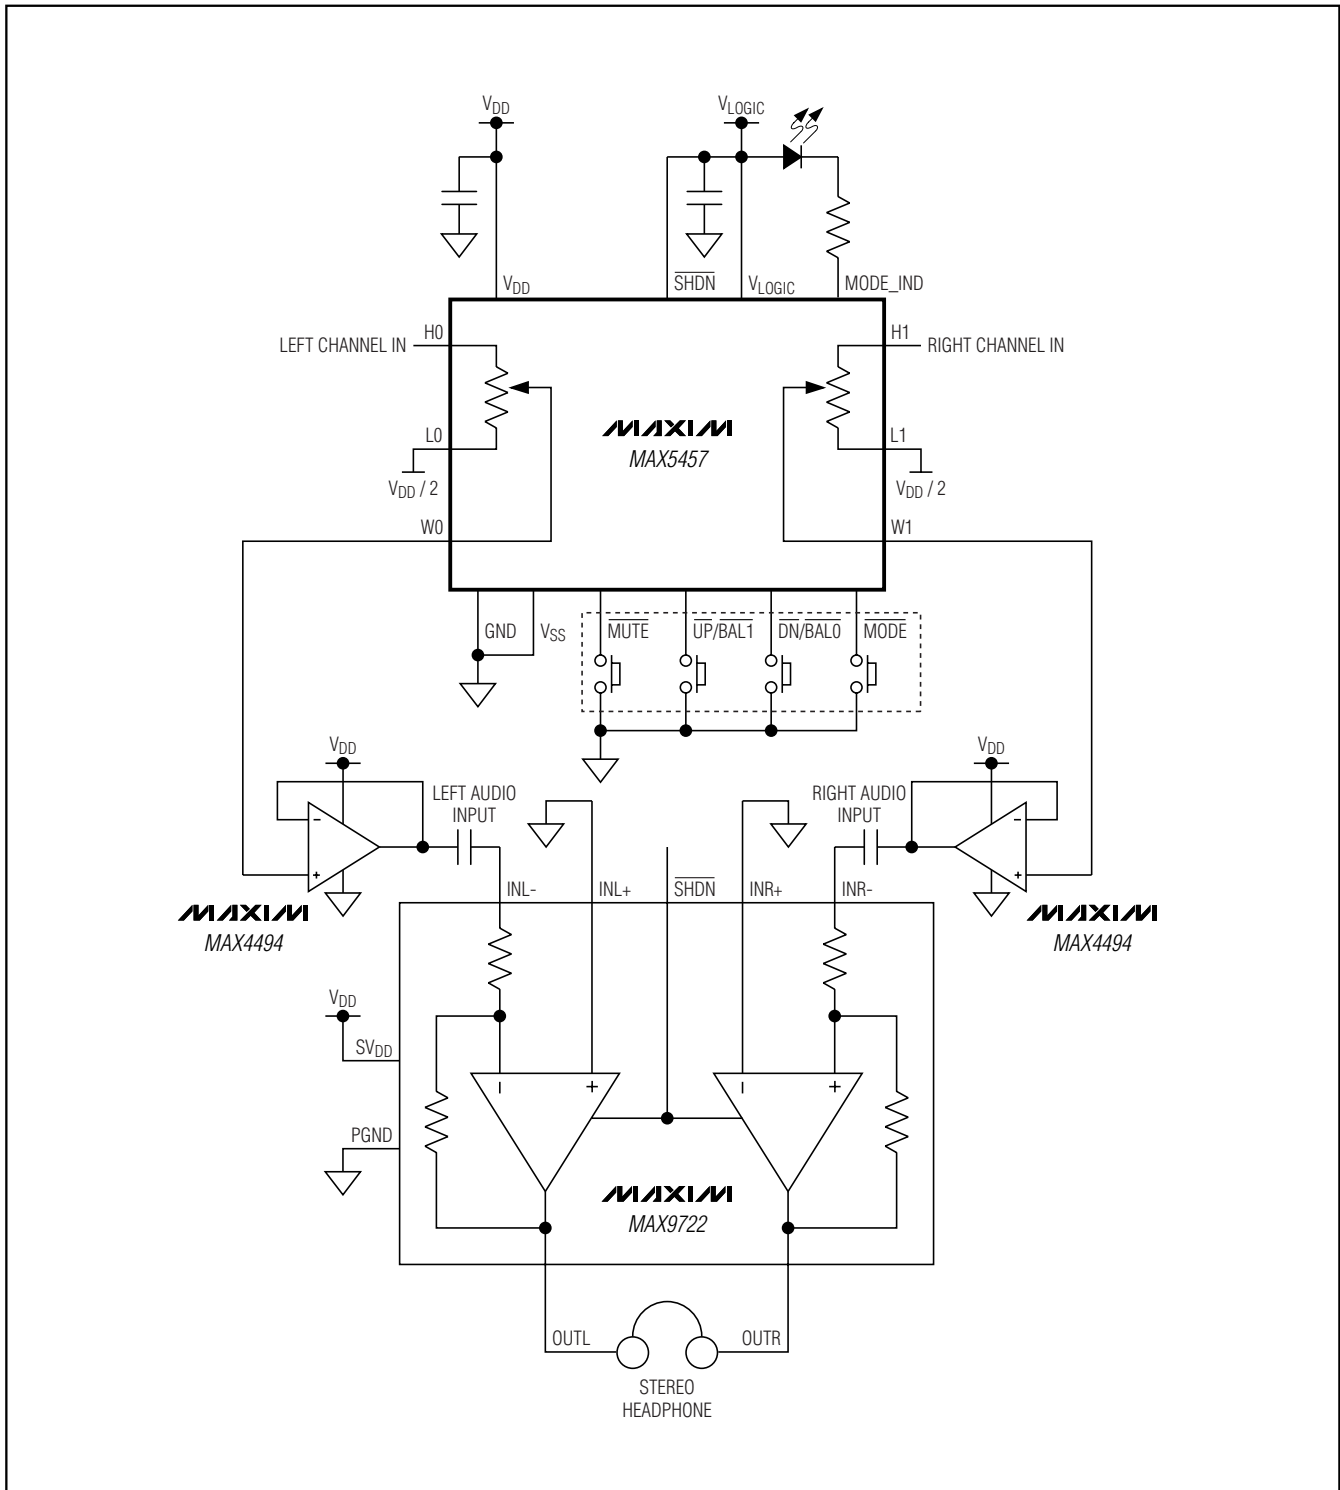 VDD
VLOGIC
VDD
SHDN
VLOGIC
MODE_IND
H0
H1
LEFT CHANNEL IN
RIGHT CHANNEL IN
MAXIM
MAX5457
L0
L1
VDD / 2
VDD / 2
W0
W1
GND
VSS
MUTE
UP/BAL1
DN/BAL0
MODE
VDD
VDD
LEFT AUDIO
INPUT
RIGHT AUDIO
INPUT
−
+
−
+
INL-
INL+
SHDN
INR+
INR-
MAXIM
MAX4494
MAXIM
MAX4494
VDD
SVDD
−
+
−
+
PGND
MAXIM
MAX9722
OUTL
OUTR
STEREO
HEADPHONE